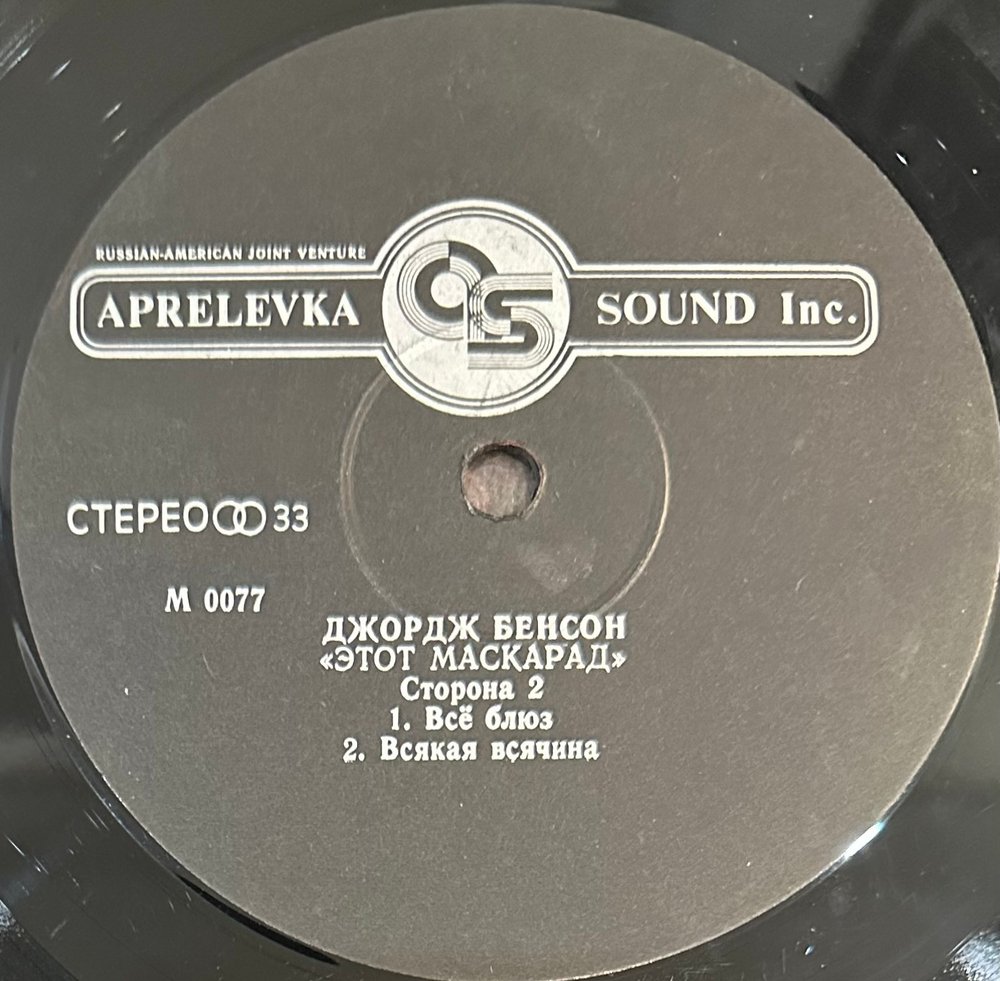 RUSSIAN-AMERICAN JOINT VENTURE
APRELEVKA SOUND Inc.
СТЕРЕО 33
М 0077
ДЖОРДЖ БЕНСОН
«ЭТОТ МАСКАРАД»
Сторона 2
1. Всё блюз
2. Всякая всячина